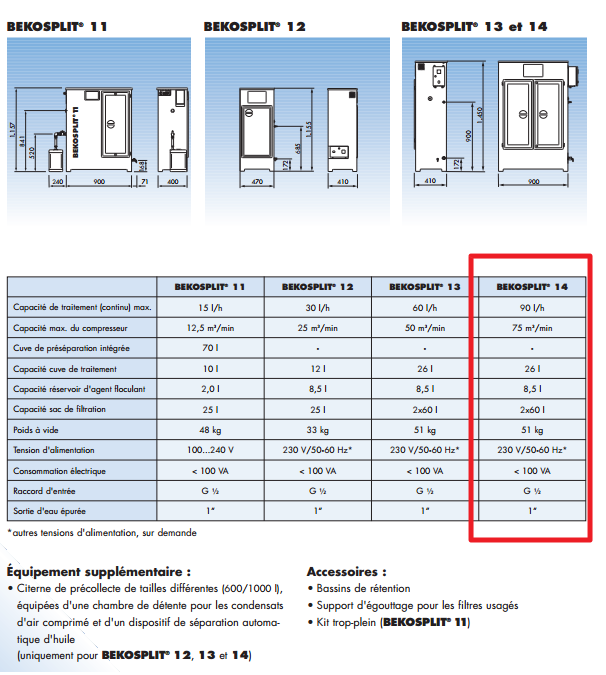 BEKOSPLIT® 11
BEKOSPLIT® 12
BEKOSPLIT® 13 et 14
1,157
841
520
BEKOSPLIT® 11
240
900
168
71
400
1,155
685
172
470
410
1,450
900
172
410
900
BEKOSPLIT® 11 BEKOSPLIT® 12 BEKOSPLIT® 13 BEKOSPLIT® 14
Capacité de traitement (continu) max. 15 l/h 30 l/h 60 l/h 90 l/h
Capacité max. du compresseur 12,5 m³/min 25 m³/min 50 m³/min 75 m³/min
Cuve de préséparation intégrée 70 l - - -
Capacité cuve de traitement 10 l 12 l 26 l 26 l
Capacité réservoir d'agent floculant 2,0 l 8,5 l 8,5 l 8,5 l
Capacité sac de filtration 25 l 25 l 2x60 l 2x60 l
Poids à vide 48 kg 33 kg 51 kg 51 kg
Tension d'alimentation 100...240 V 230 V/50-60 Hz* 230 V/50-60 Hz* 230 V/50-60 Hz*
Consommation électrique < 100 VA < 100 VA < 100 VA < 100 VA
Raccord d'entrée G ½ G ½ G ½ G ½
Sortie d'eau épurée 1“ 1“ 1“ 1“
*autres tensions d'alimentation, sur demande
Équipement supplémentaire :
• Citerne de précollecte de tailles différentes (600/1000 l),
équipées d'une chambre de détente pour les condensats
d'air comprimé et d'un dispositif de séparation automa-
tique d'huile
(uniquement pour BEKOSPLIT® 12, 13 et 14)
Accessoires :
• Bassins de rétention
• Support d'égouttage pour les filtres usagés
• Kit trop-plein (BEKOSPLIT® 11)